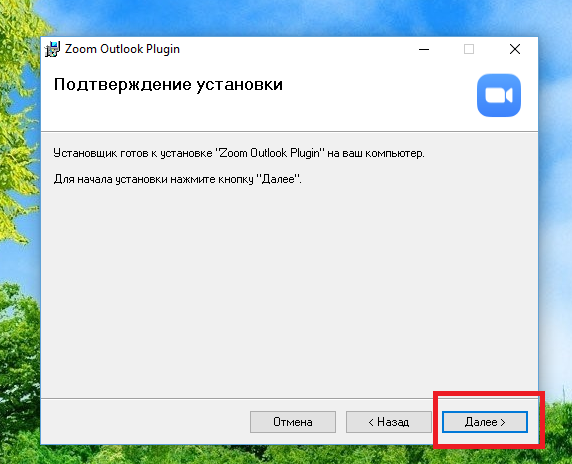 Zoom Outlook Plugin
Подтверждение установки
Установщик готов к установке "Zoom Outlook Plugin" на ваш компьютер.
Для начала установки нажмите кнопку "Далее".
Отмена
< Назад
Далее >